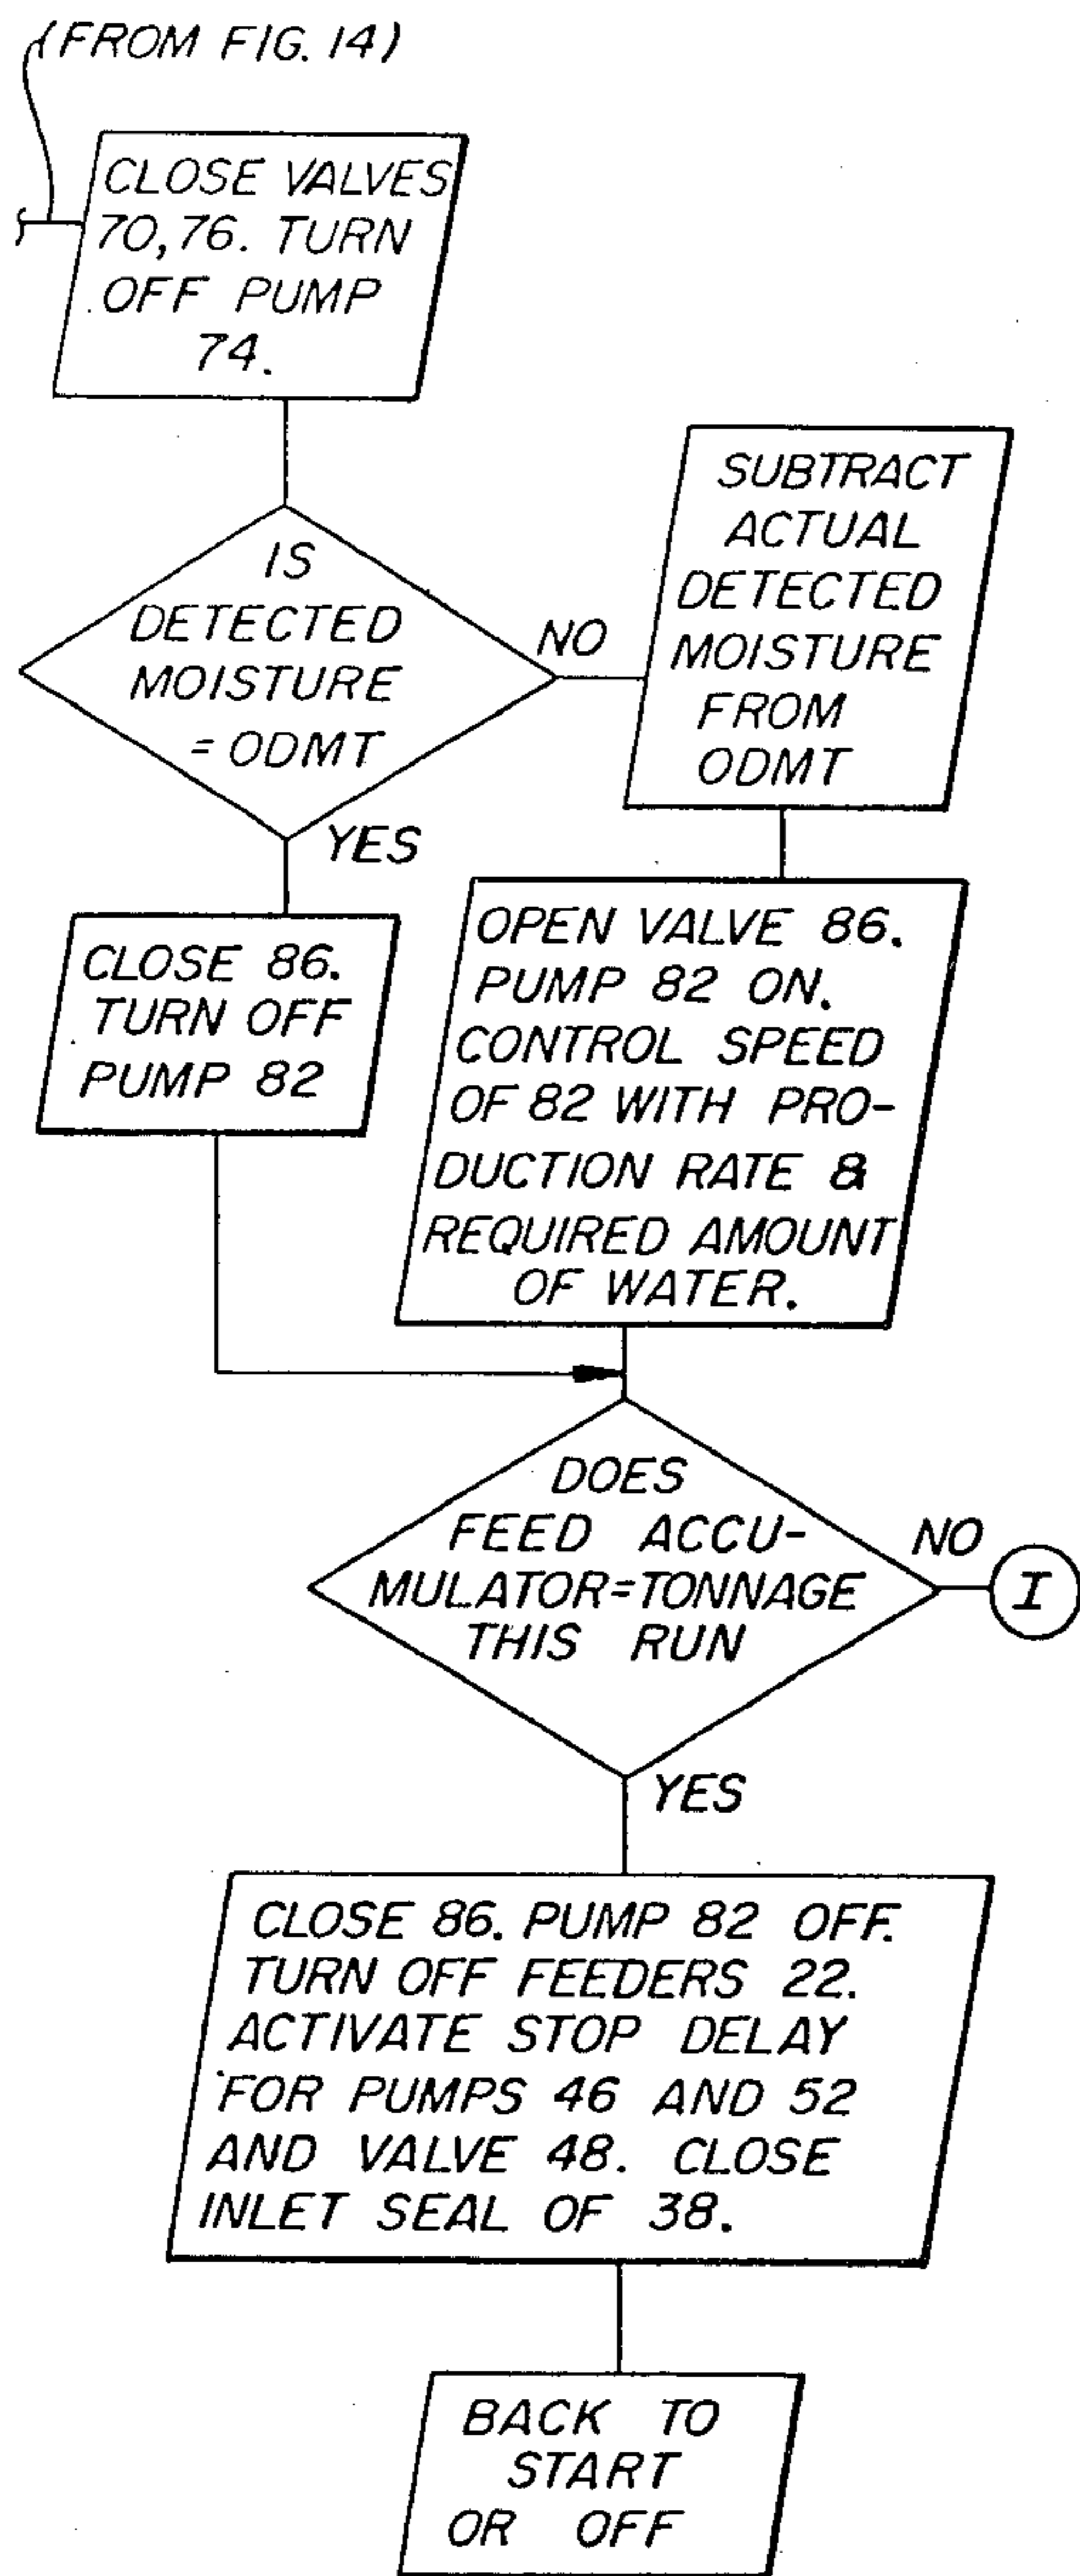 (FROM FIG. 14)
CLOSE VALVES
70,76. TURN
OFF PUMP
74.
IS
DETECTED
MOISTURE
= ODMT
NO
SUBTRACT
ACTUAL
DETECTED
MOISTURE
FROM
ODMT
YES
CLOSE 86.
TURN OFF
PUMP 82
OPEN VALVE 86.
PUMP 82 ON.
CONTROL SPEED
OF 82 WITH PRO-
DUCTION RATE &
REQUIRED AMOUNT
OF WATER.
DOES
FEED ACCU-
MULATOR=TONNAGE
THIS RUN
NO
I
YES
CLOSE 86. PUMP 82 OFF.
TURN OFF FEEDERS 22.
ACTIVATE STOP DELAY
FOR PUMPS 46 AND 52
AND VALVE 48. CLOSE
INLET SEAL OF 38.
BACK TO
START
OR OFF